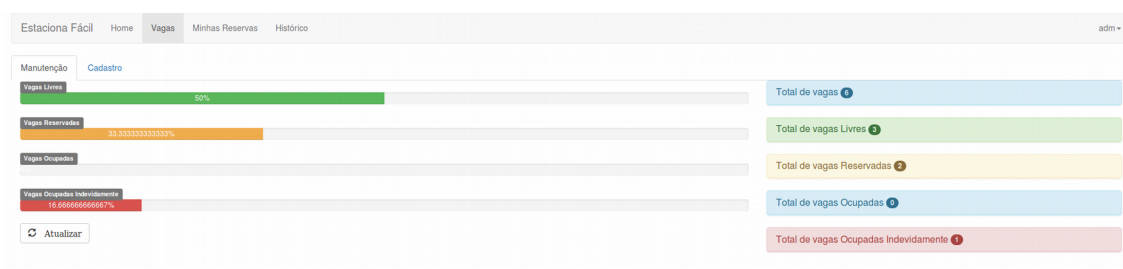 Estaciona Fácil Home Vagas Minhas Reservas Histórico adm
Manutenção Cadastro
Vagas Livres
50%
Vagas Reservadas
33.333333333333%
Vagas Ocupadas
Vagas Ocupadas Indevidamente
16.666666666667%
Atualizar
Total de vagas 6
Total de vagas Livres 3
Total de vagas Reservadas 2
Total de vagas Ocupadas 0
Total de vagas Ocupadas Indevidamente 1